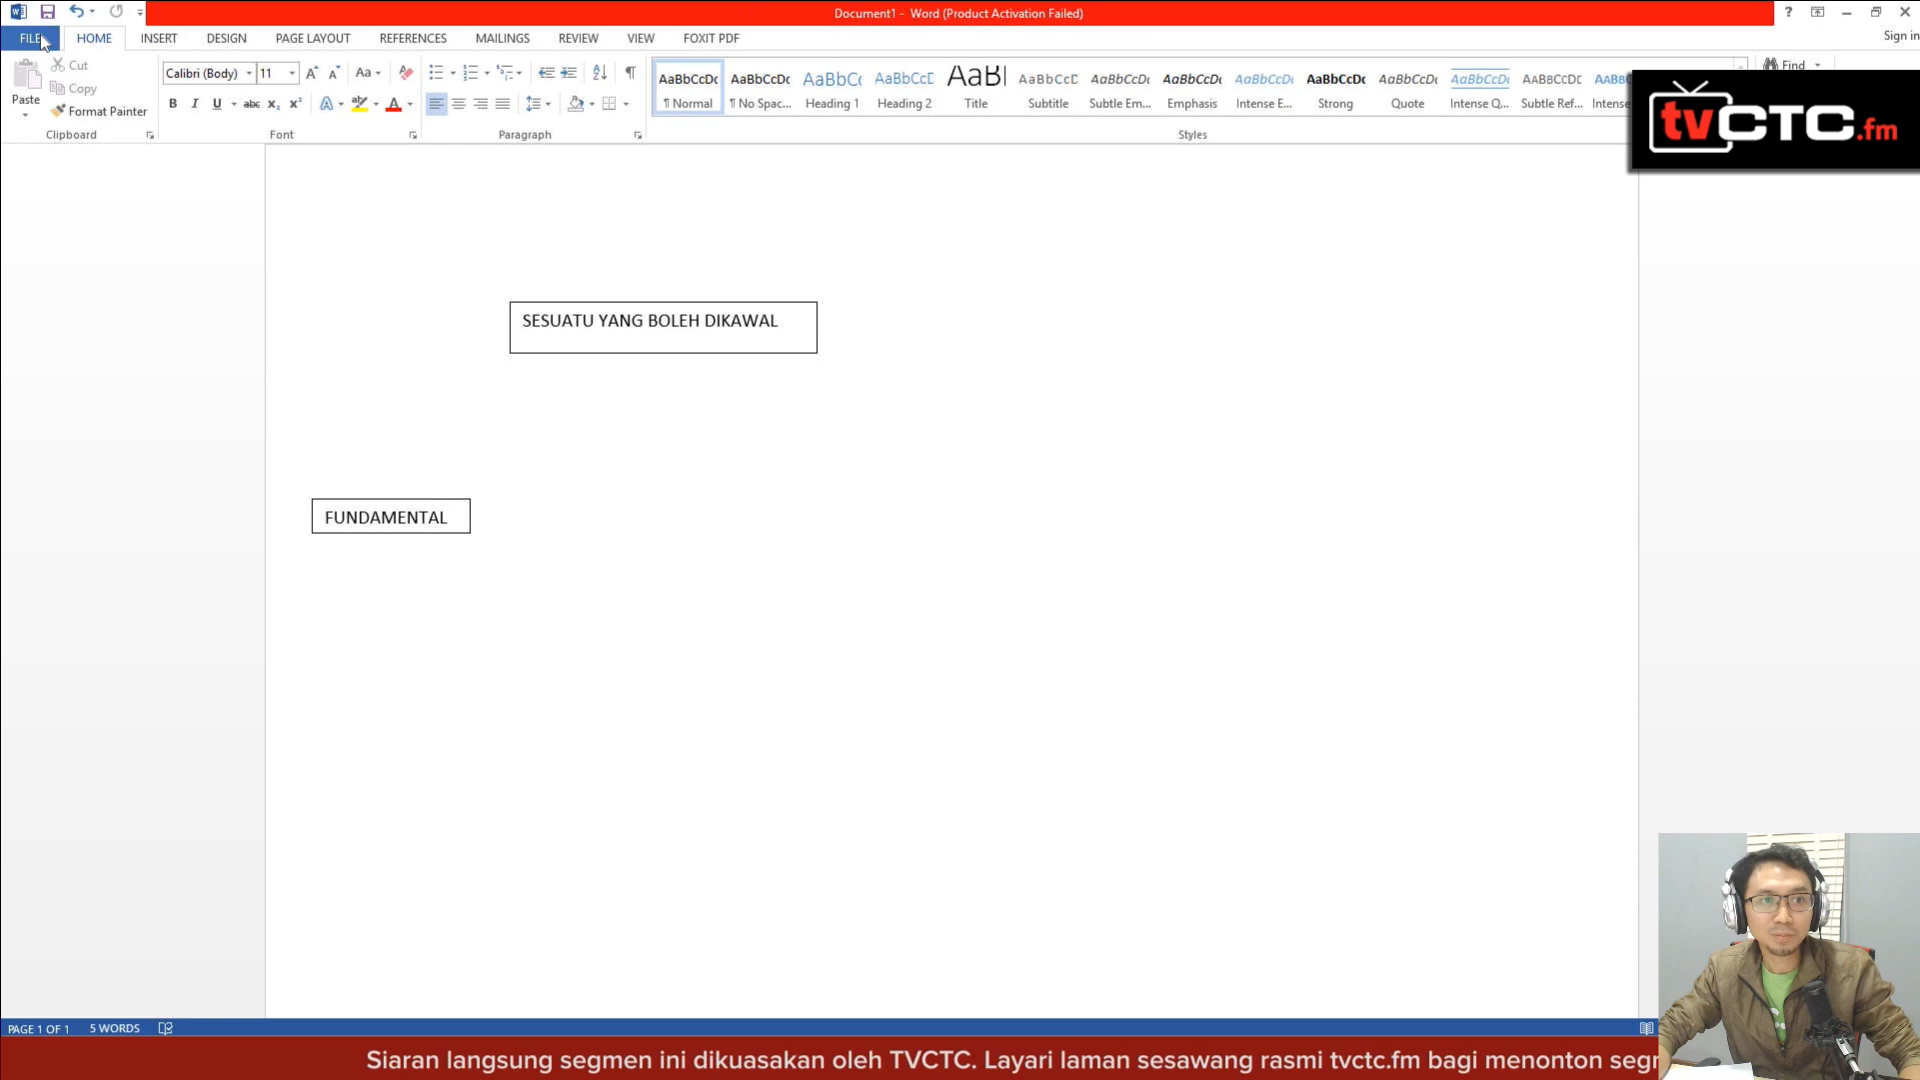 Document1 - Word (Product Activation Failed)
FILE HOME INSERT DESIGN PAGE LAYOUT REFERENCES MAILINGS REVIEW VIEW FOXIT PDF Sign in
Cut
Copy
Paste
Format Painter
Clipboard
Calibri (Body) 11
Font
Paragraph
AaBbCcDc AaBbCcDc AaBbCc AaBbCcD AaB AaBbCcD AaBbCcDc AaBbCcDc AaBbCcDc AaBbCcDc AaBbCcDc AaBbCcDc AABBCCDC AABB
¶ Normal ¶ No Spac... Heading 1 Heading 2 Title Subtitle Subtle Em... Emphasis Intense E... Strong Quote Intense Q... Subtle Ref... Intense
Styles
Find
tvCTC.fm
SESUATU YANG BOLEH DIKAWAL
FUNDAMENTAL
PAGE 1 OF 1 5 WORDS
Siaran langsung segmen ini dikuasakan oleh TVCTC. Layari laman sesawang rasmi tvctc.fm bagi menonton